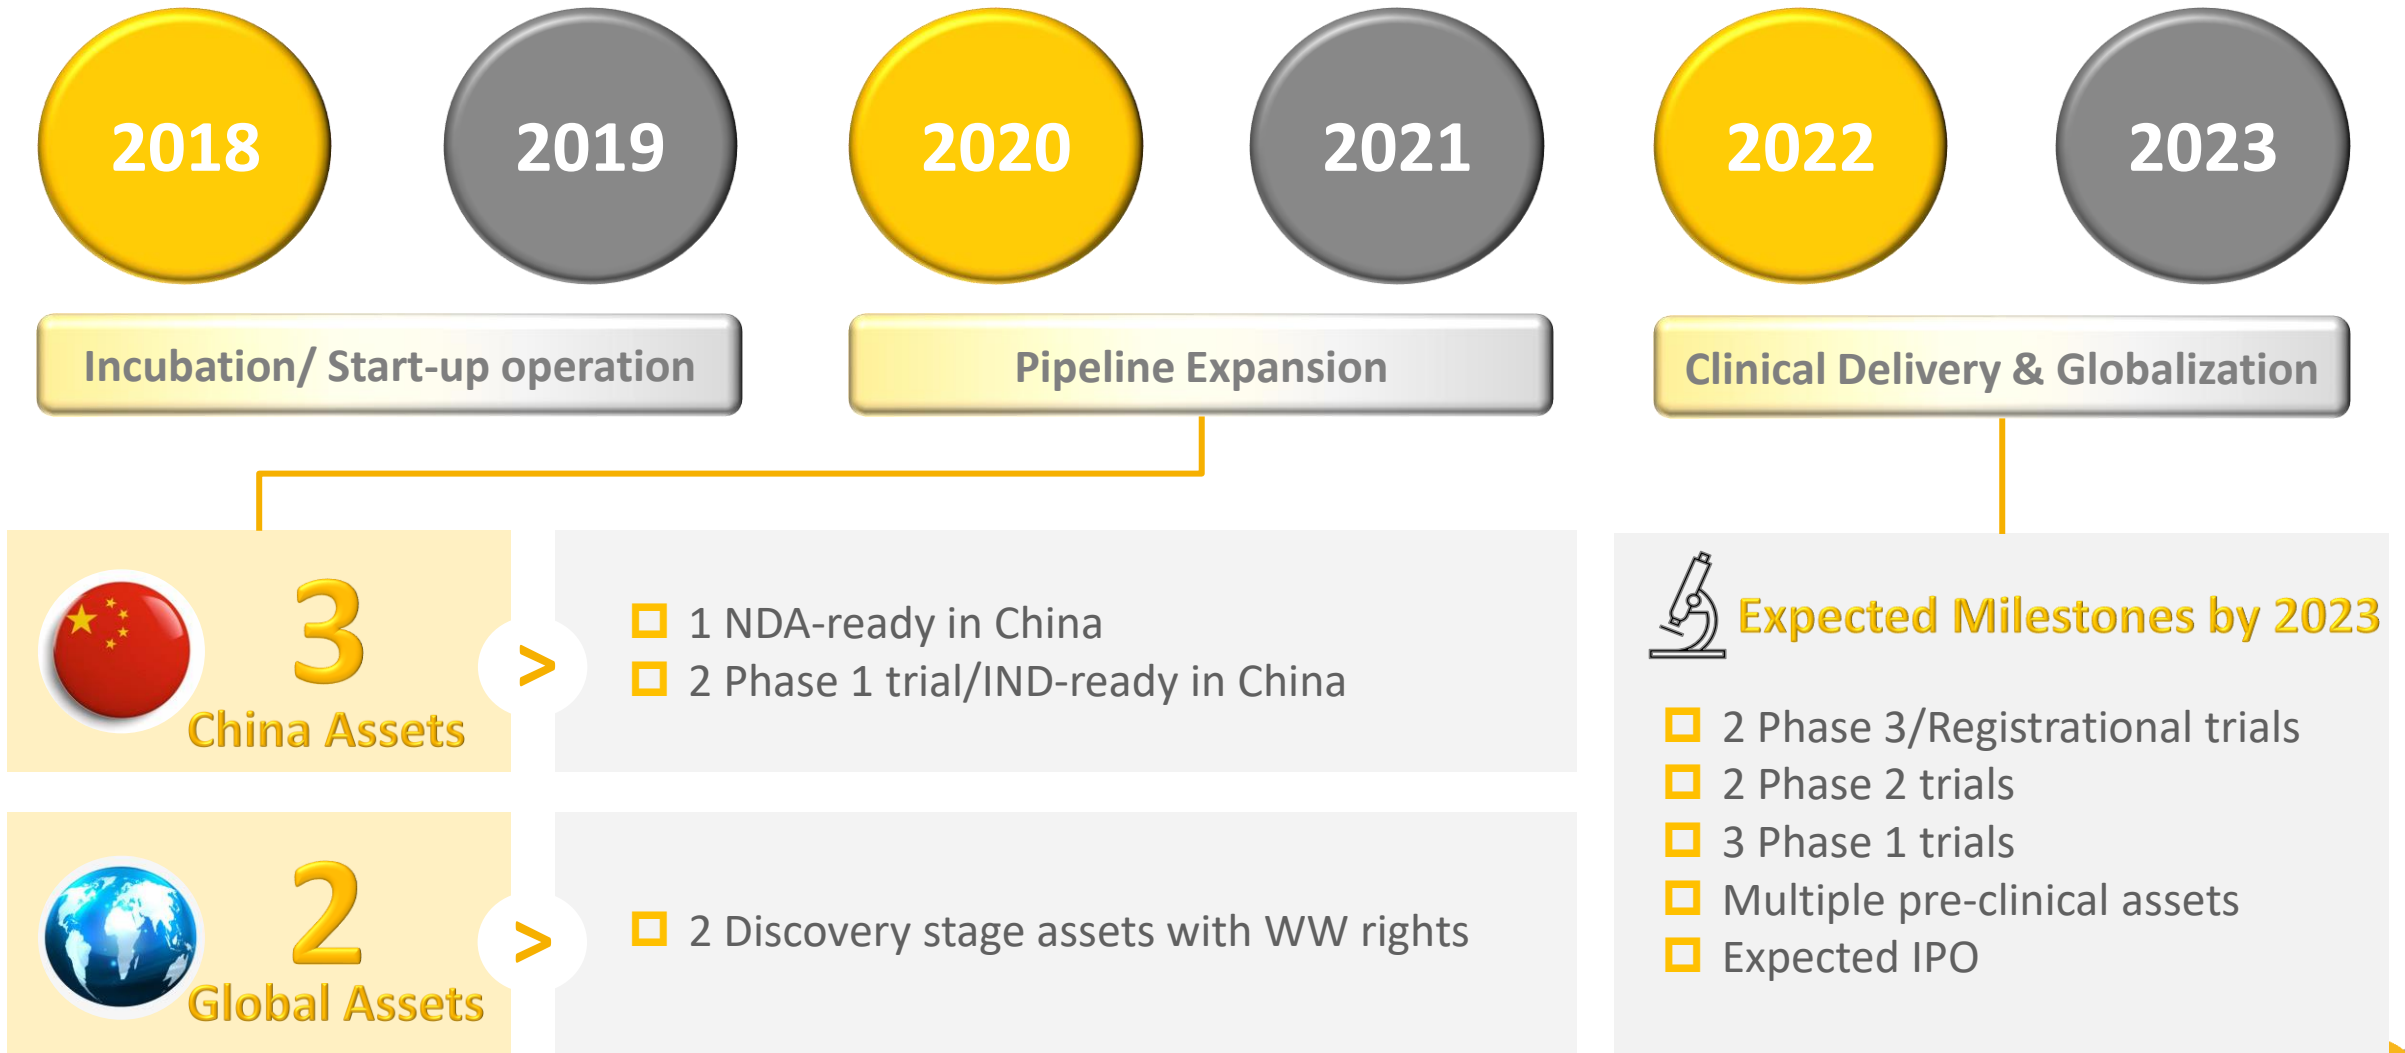 2018
2019
2020
2021
2022
2023
Incubation/ Start-up operation
Pipeline Expansion
Clinical Delivery & Globalization
3
China Assets
>
1 NDA-ready in China
2 Phase 1 trial/IND-ready in China
2
Global Assets
>
2 Discovery stage assets with WW rights
Expected Milestones by 2023
2 Phase 3/Registrational trials
2 Phase 2 trials
3 Phase 1 trials
Multiple pre-clinical assets
Expected IPO